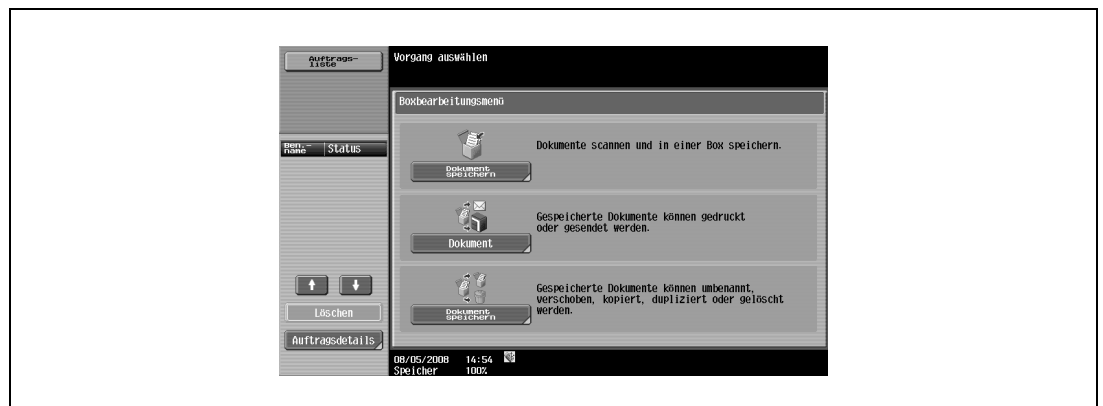 Auftrags-
liste
Vorgang auswählen
Boxbearbeitungsmenü
Ben.-
name
Status
Dokumente scannen und in einer Box speichern.
Dokument
speichern
Gespeicherte Dokumente können gedruckt
oder gesendet werden.
Dokument
Gespeicherte Dokumente können umbenannt,
verschoben, kopiert, dupliziert oder gelöscht
werden.
Dokument
speichern
Löschen
Auftragsdetails
08/05/2008 14:54
Speicher 100%